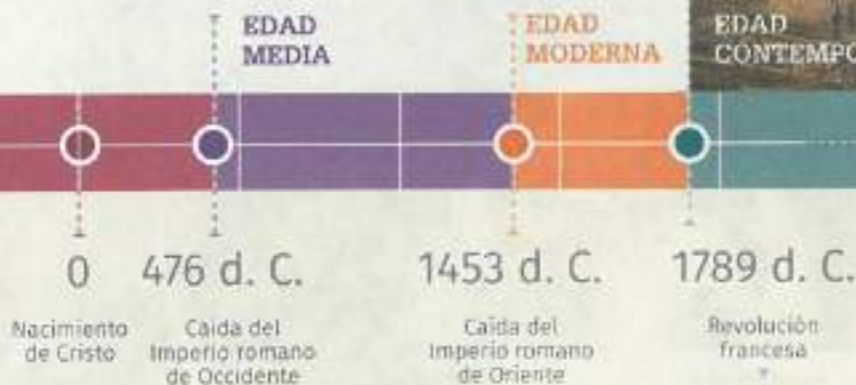 EDAD
MEDIA
EDAD
MODERNA
EDAD
CONTEMPO
0
476 d. C.
1453 d. C.
1789 d. C.
Nacimiento
de Cristo
Caída del
Imperio romano
de Occidente
Caída del
Imperio romano
de Oriente
Revolución
francesa